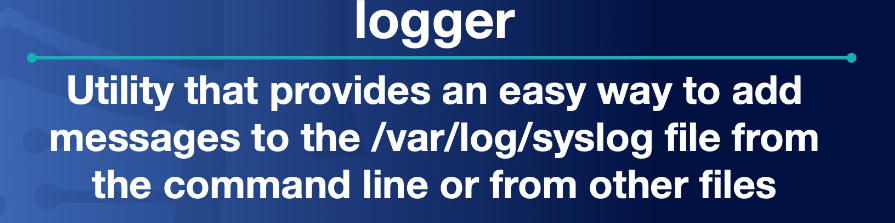 logger
Utility that provides an easy way to add
messages to the /var/log/syslog file from
the command line or from other files